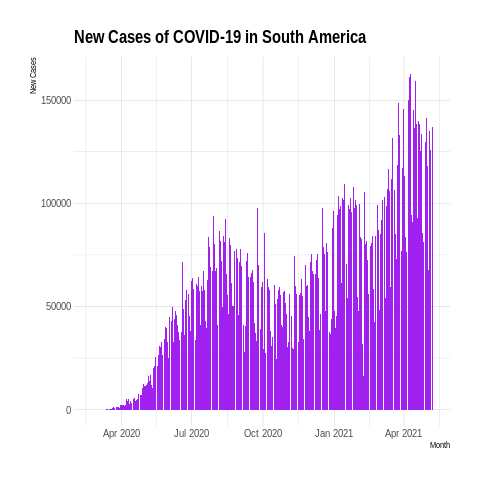 New Cases of COVID-19 in South America
New Cases
150000
100000
50000
0
Apr 2020 Jul 2020 Oct 2020 Jan 2021 Apr 2021
Month